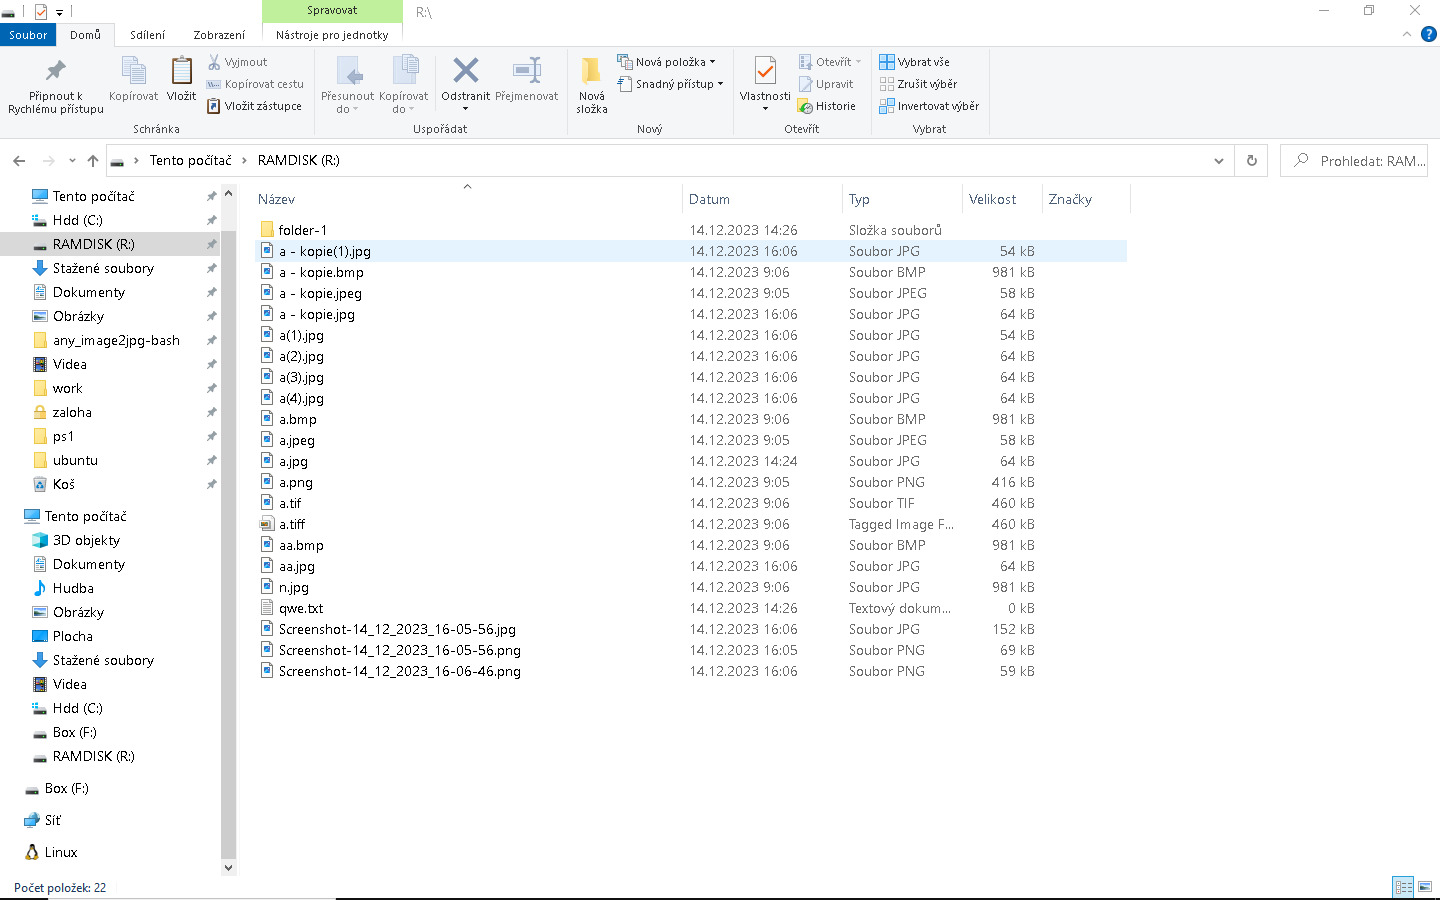 Spravovat R:\
Soubor Domů Sdílení Zobrazení Nástroje pro jednotky
Připnout k Rychlému přístupu
Kopírovat
Vložit
Vyjmout
Kopírovat cestu
Vložit zástupce
Schránka
Přesunout do
Kopírovat do
Odstranit
Přejmenovat
Uspořádat
Nová složka
Nová položka
Snadný přístup
Nový
Vlastnosti
Otevřít
Upravit
Historie
Otevřít
Vybrat vše
Zrušit výběr
Invertovat výběr
Vybrat
Tento počítač RAMDISK (R:) Prohledat: RAM...
Tento počítač
Hdd (C:)
RAMDISK (R:)
Stažené soubory
Dokumenty
Obrázky
any_image2jpg-bash
Videa
work
zaloha
ps1
ubuntu
Koš
Tento počítač
3D objekty
Dokumenty
Hudba
Obrázky
Plocha
Stažené soubory
Videa
Hdd (C:)
Box (F:)
RAMDISK (R:)
Box (F:)
Síť
Linux
Název Datum Typ Velikost Značky
folder-1 14.12.2023 14:26 Složka souborů
a - kopie(1).jpg 14.12.2023 16:06 Soubor JPG 54 kB
a - kopie.bmp 14.12.2023 9:06 Soubor BMP 981 kB
a - kopie.jpeg 14.12.2023 9:05 Soubor JPEG 58 kB
a - kopie.jpg 14.12.2023 16:06 Soubor JPG 64 kB
a(1).jpg 14.12.2023 16:06 Soubor JPG 54 kB
a(2).jpg 14.12.2023 16:06 Soubor JPG 64 kB
a(3).jpg 14.12.2023 16:06 Soubor JPG 64 kB
a(4).jpg 14.12.2023 16:06 Soubor JPG 64 kB
a.bmp 14.12.2023 9:06 Soubor BMP 981 kB
a.jpeg 14.12.2023 9:05 Soubor JPEG 58 kB
a.jpg 14.12.2023 14:24 Soubor JPG 64 kB
a.png 14.12.2023 9:05 Soubor PNG 416 kB
a.tif 14.12.2023 9:06 Soubor TIF 460 kB
a.tiff 14.12.2023 9:06 Tagged Image F... 460 kB
aa.bmp 14.12.2023 9:06 Soubor BMP 981 kB
aa.jpg 14.12.2023 16:06 Soubor JPG 64 kB
n.jpg 14.12.2023 9:06 Soubor JPG 981 kB
qwe.txt 14.12.2023 14:26 Textový dokum... 0 kB
Screenshot-14_12_2023_16-05-56.jpg 14.12.2023 16:06 Soubor JPG 152 kB
Screenshot-14_12_2023_16-05-56.png 14.12.2023 16:05 Soubor PNG 69 kB
Screenshot-14_12_2023_16-06-46.png 14.12.2023 16:06 Soubor PNG 59 kB
Počet položek: 22